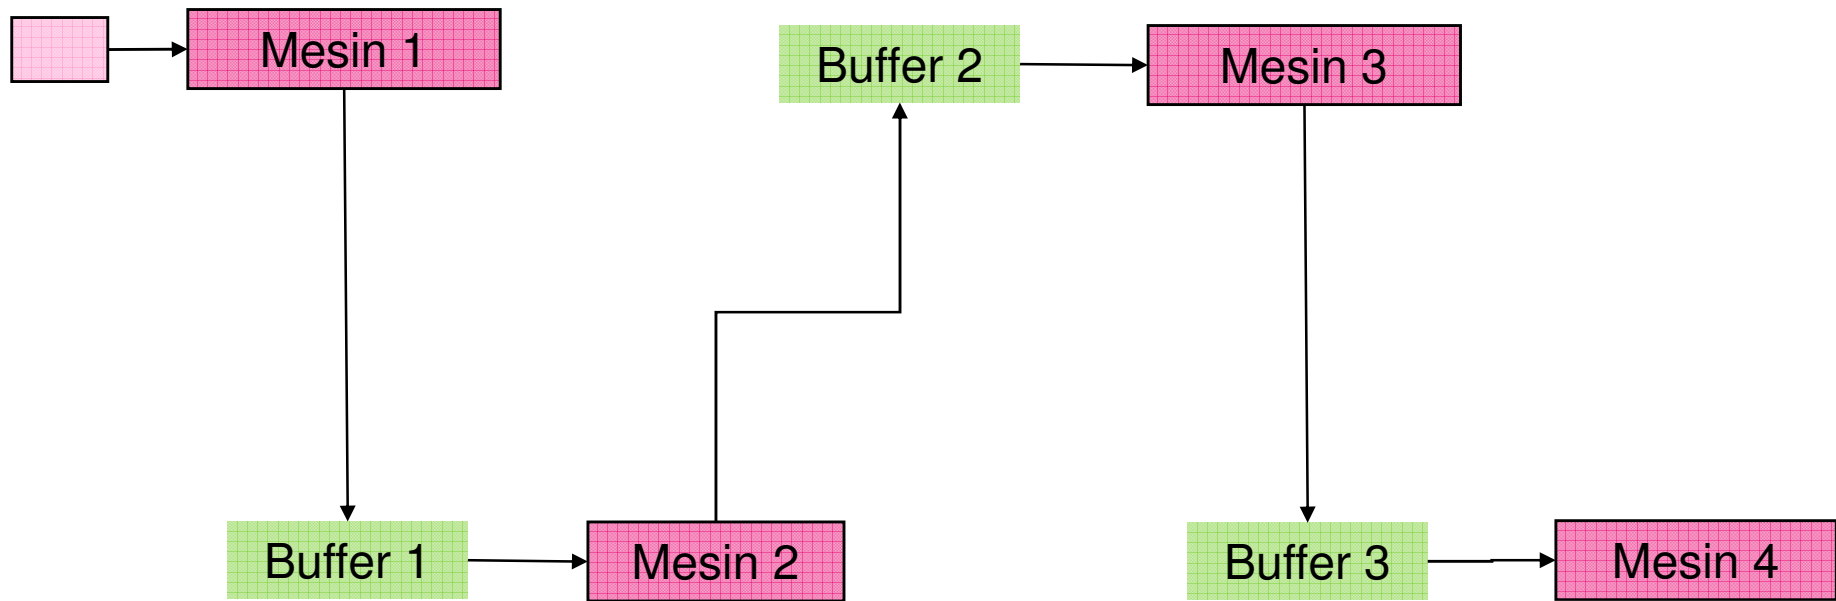 Mesin 1
Buffer 1
Mesin 2
Buffer 2
Mesin 3
Buffer 3
Mesin 4